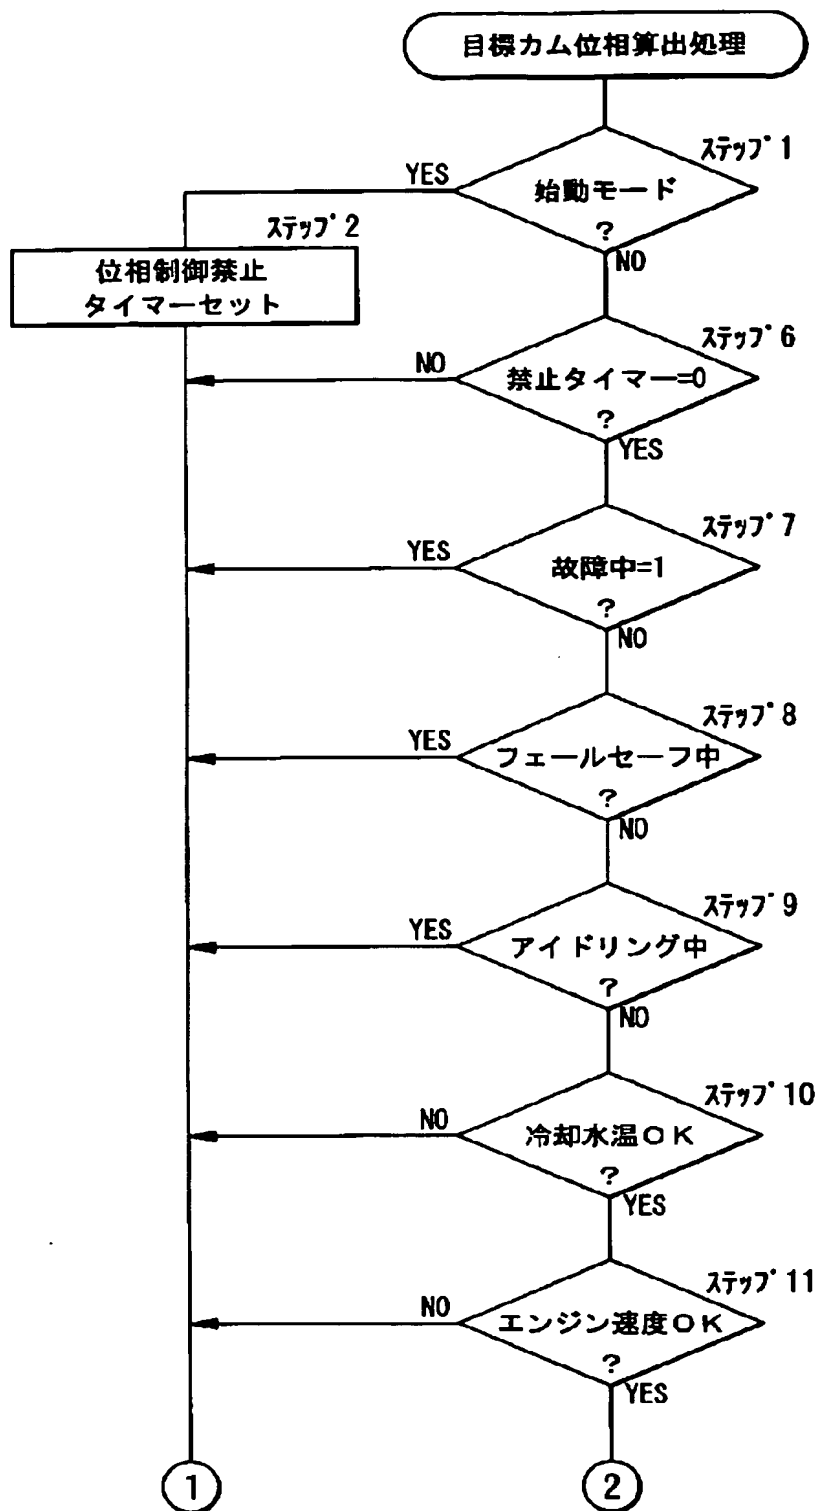 目標カム位相算出処理
ステップ1
YES
始動モード
?
NO
ステップ2
位相制御禁止
タイマーセット
ステップ6
NO
禁止タイマー=0
?
YES
ステップ7
YES
故障中=1
?
NO
ステップ8
YES
フェールセーフ中
?
NO
ステップ9
YES
アイドリング中
?
NO
ステップ10
NO
冷却水温OK
?
YES
ステップ11
NO
エンジン速度OK
?
YES
1
2